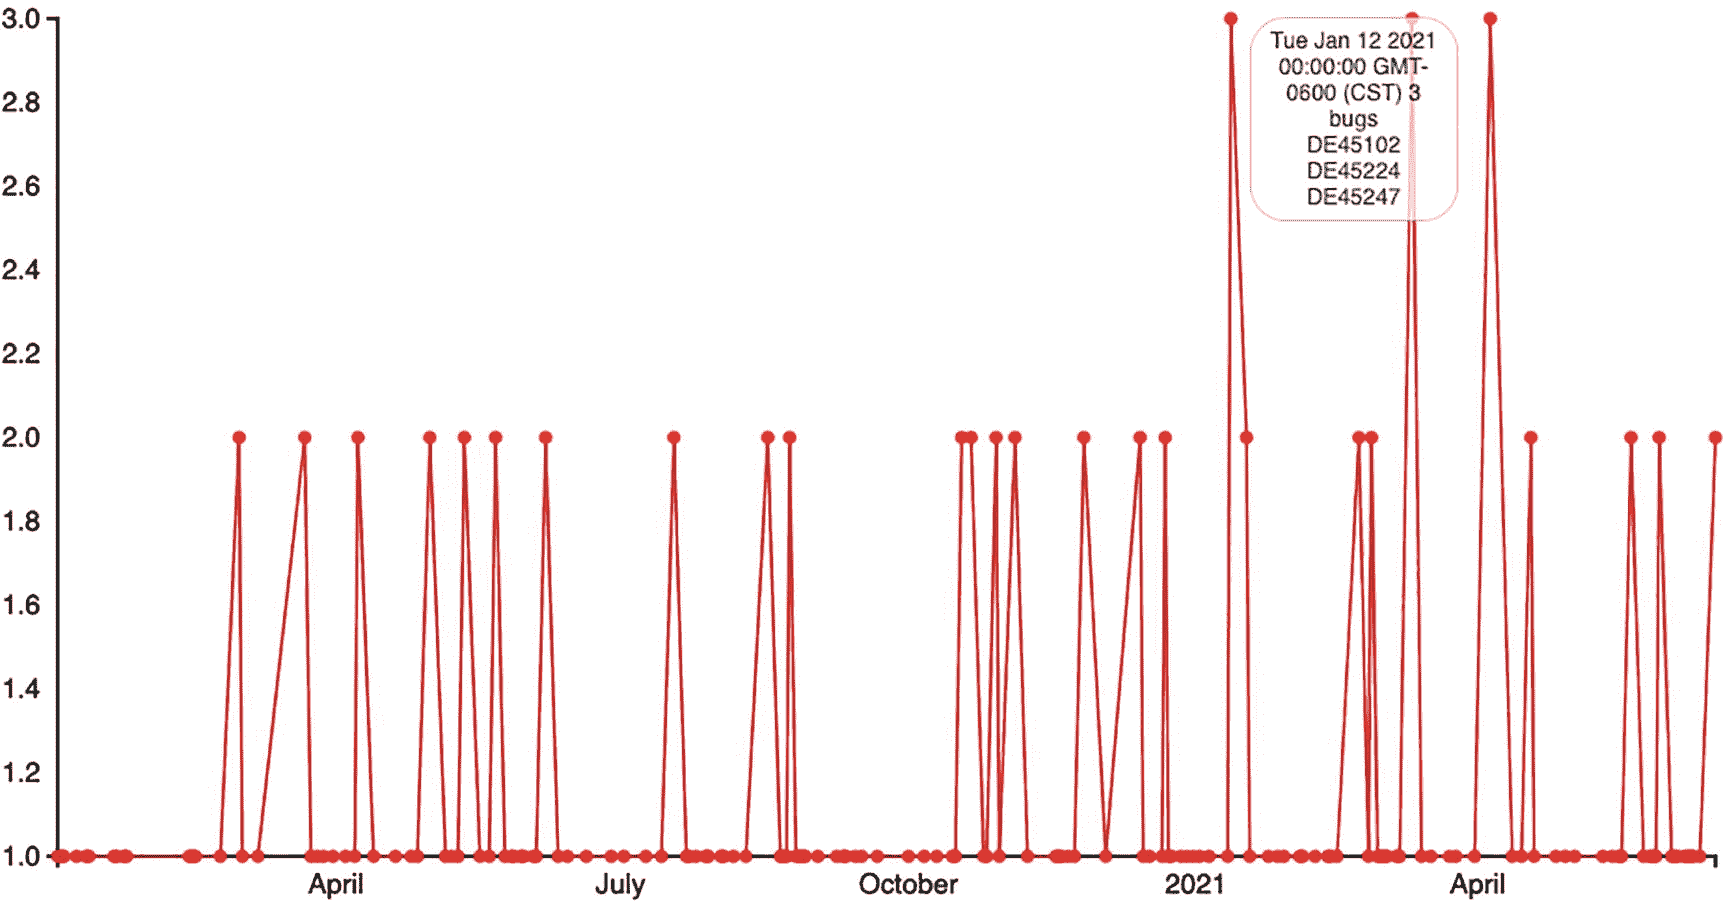 3.0
Tue Jan 12 2021
00:00:00 GMT-
0600 (CST) 3
bugs
DE45102
DE45224
DE45247
2.8
2.6
2.4
2.2
2.0
1.8
1.6
1.4
1.2
1.0
April July October 2021 April